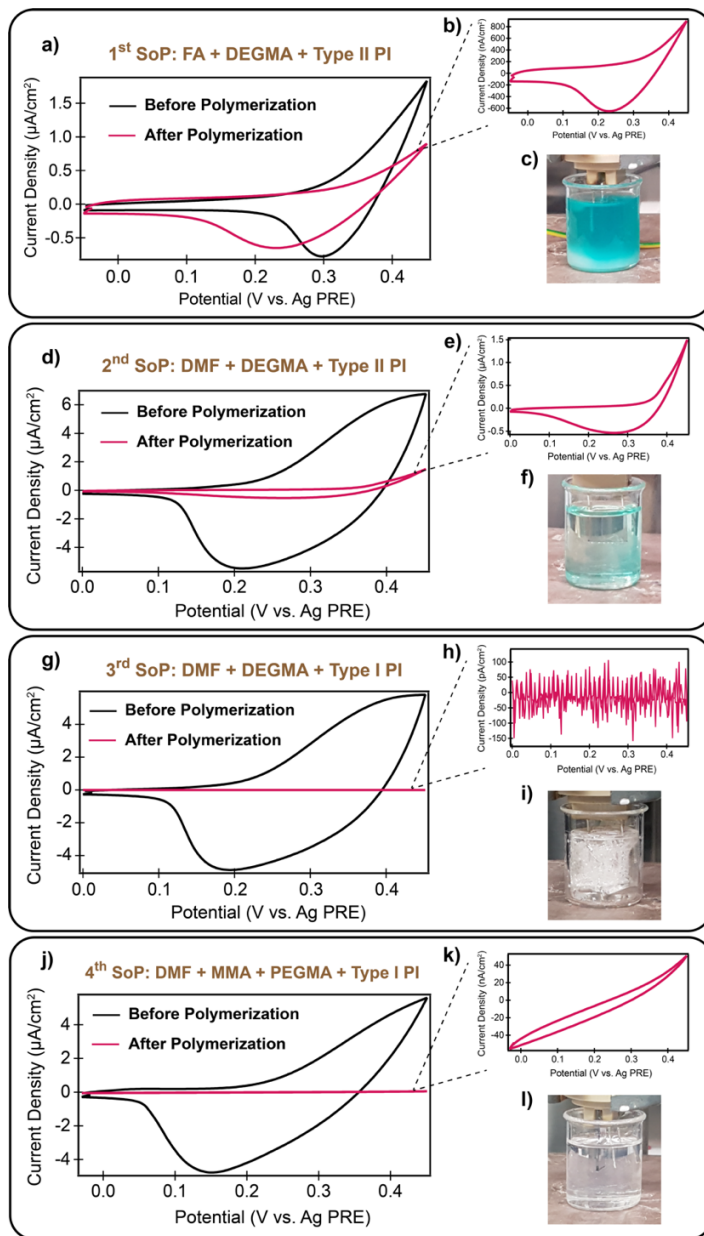 a)
1st SoP: FA + DEGMA + Type II PI
Before Polymerization
After Polymerization
Current Density (µA/cm²)
1.5
1.0
0.5
0.0
-0.5
0.0 0.1 0.2 0.3 0.4
Potential (V vs. Ag PRE)
b)
Current Density (nA/cm²)
800
600
400
200
0
-200
-400
-600
0.0 0.1 0.2 0.3 0.4
Potential (V vs. Ag PRE)
c)
d)
2nd SoP: DMF + DEGMA + Type II PI
Before Polymerization
After Polymerization
Current Density (µA/cm²)
6
4
2
0
-2
-4
0.0 0.1 0.2 0.3 0.4
Potential (V vs. Ag PRE)
e)
Current Density (µA/cm²)
1.5
1.0
0.5
0.0
-0.5
0.0 0.1 0.2 0.3 0.4
Potential (V vs. Ag PRE)
f)
g)
3rd SoP: DMF + DEGMA + Type I PI
Before Polymerization
After Polymerization
Current Density (µA/cm²)
4
2
0
-2
-4
0.0 0.1 0.2 0.3 0.4
Potential (V vs. Ag PRE)
h)
Current Density (pA/cm²)
100
50
0
-50
-100
-150
0.0 0.1 0.2 0.3 0.4
Potential (V vs. Ag PRE)
i)
j)
4th SoP: DMF + MMA + PEGMA + Type I PI
Before Polymerization
After Polymerization
Current Density (µA/cm²)
4
2
0
-2
-4
0.0 0.1 0.2 0.3 0.4
Potential (V vs. Ag PRE)
k)
Current Density (nA/cm²)
40
20
0
-20
-40
0.0 0.1 0.2 0.3 0.4
Potential (V vs. Ag PRE)
l)